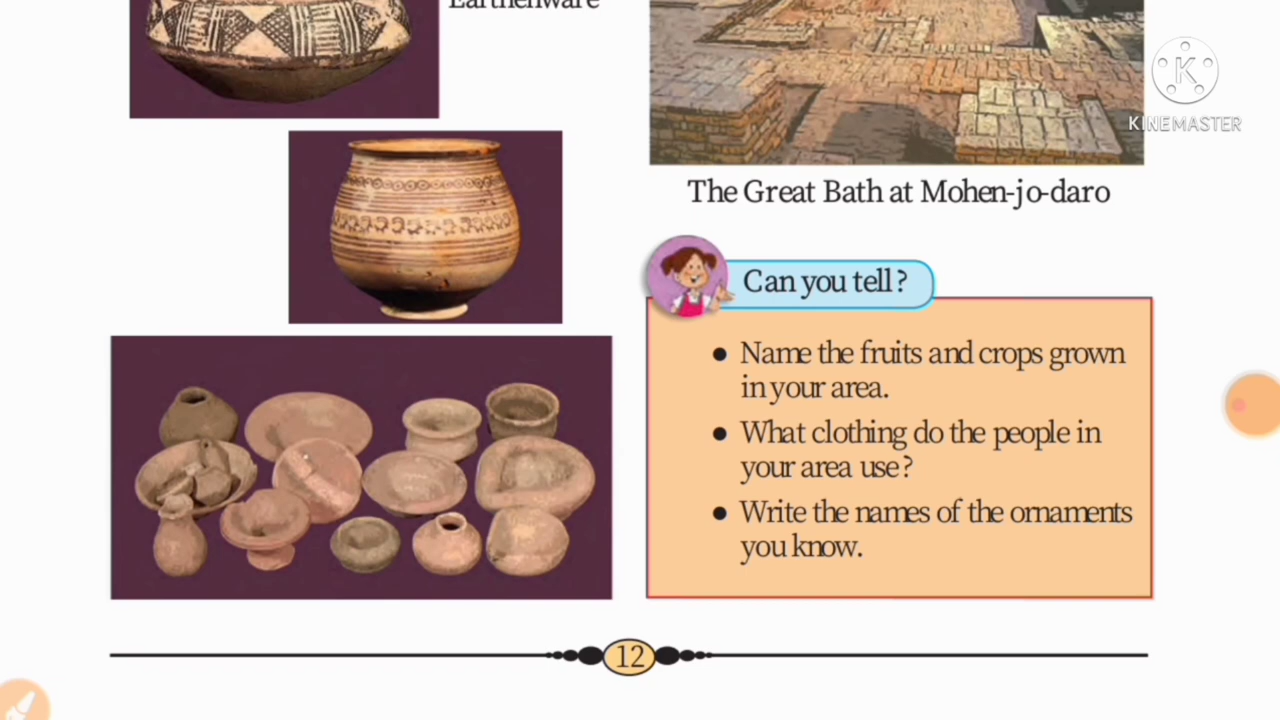 Earthenware
K
KINEMASTER
The Great Bath at Mohen-jo-daro
Can you tell?
● Name the fruits and crops grown
in your area.
● What clothing do the people in
your area use?
● Write the names of the ornaments
you know.
12